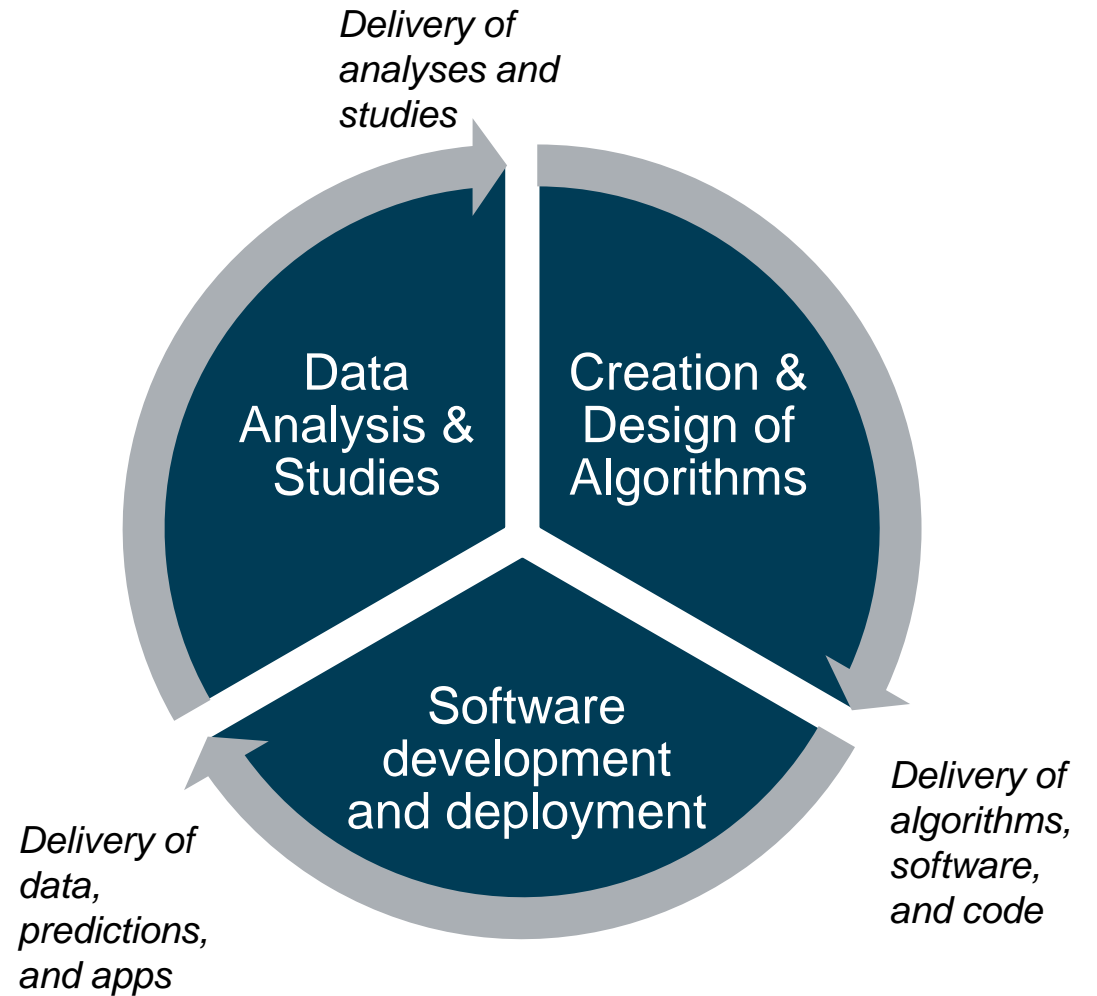 Delivery of
analyses and
studies
Data
Analysis &
Studies
Creation &
Design of
Algorithms
Software
development
and deployment
Delivery of
algorithms,
software,
and code
Delivery of
data,
predictions,
and apps